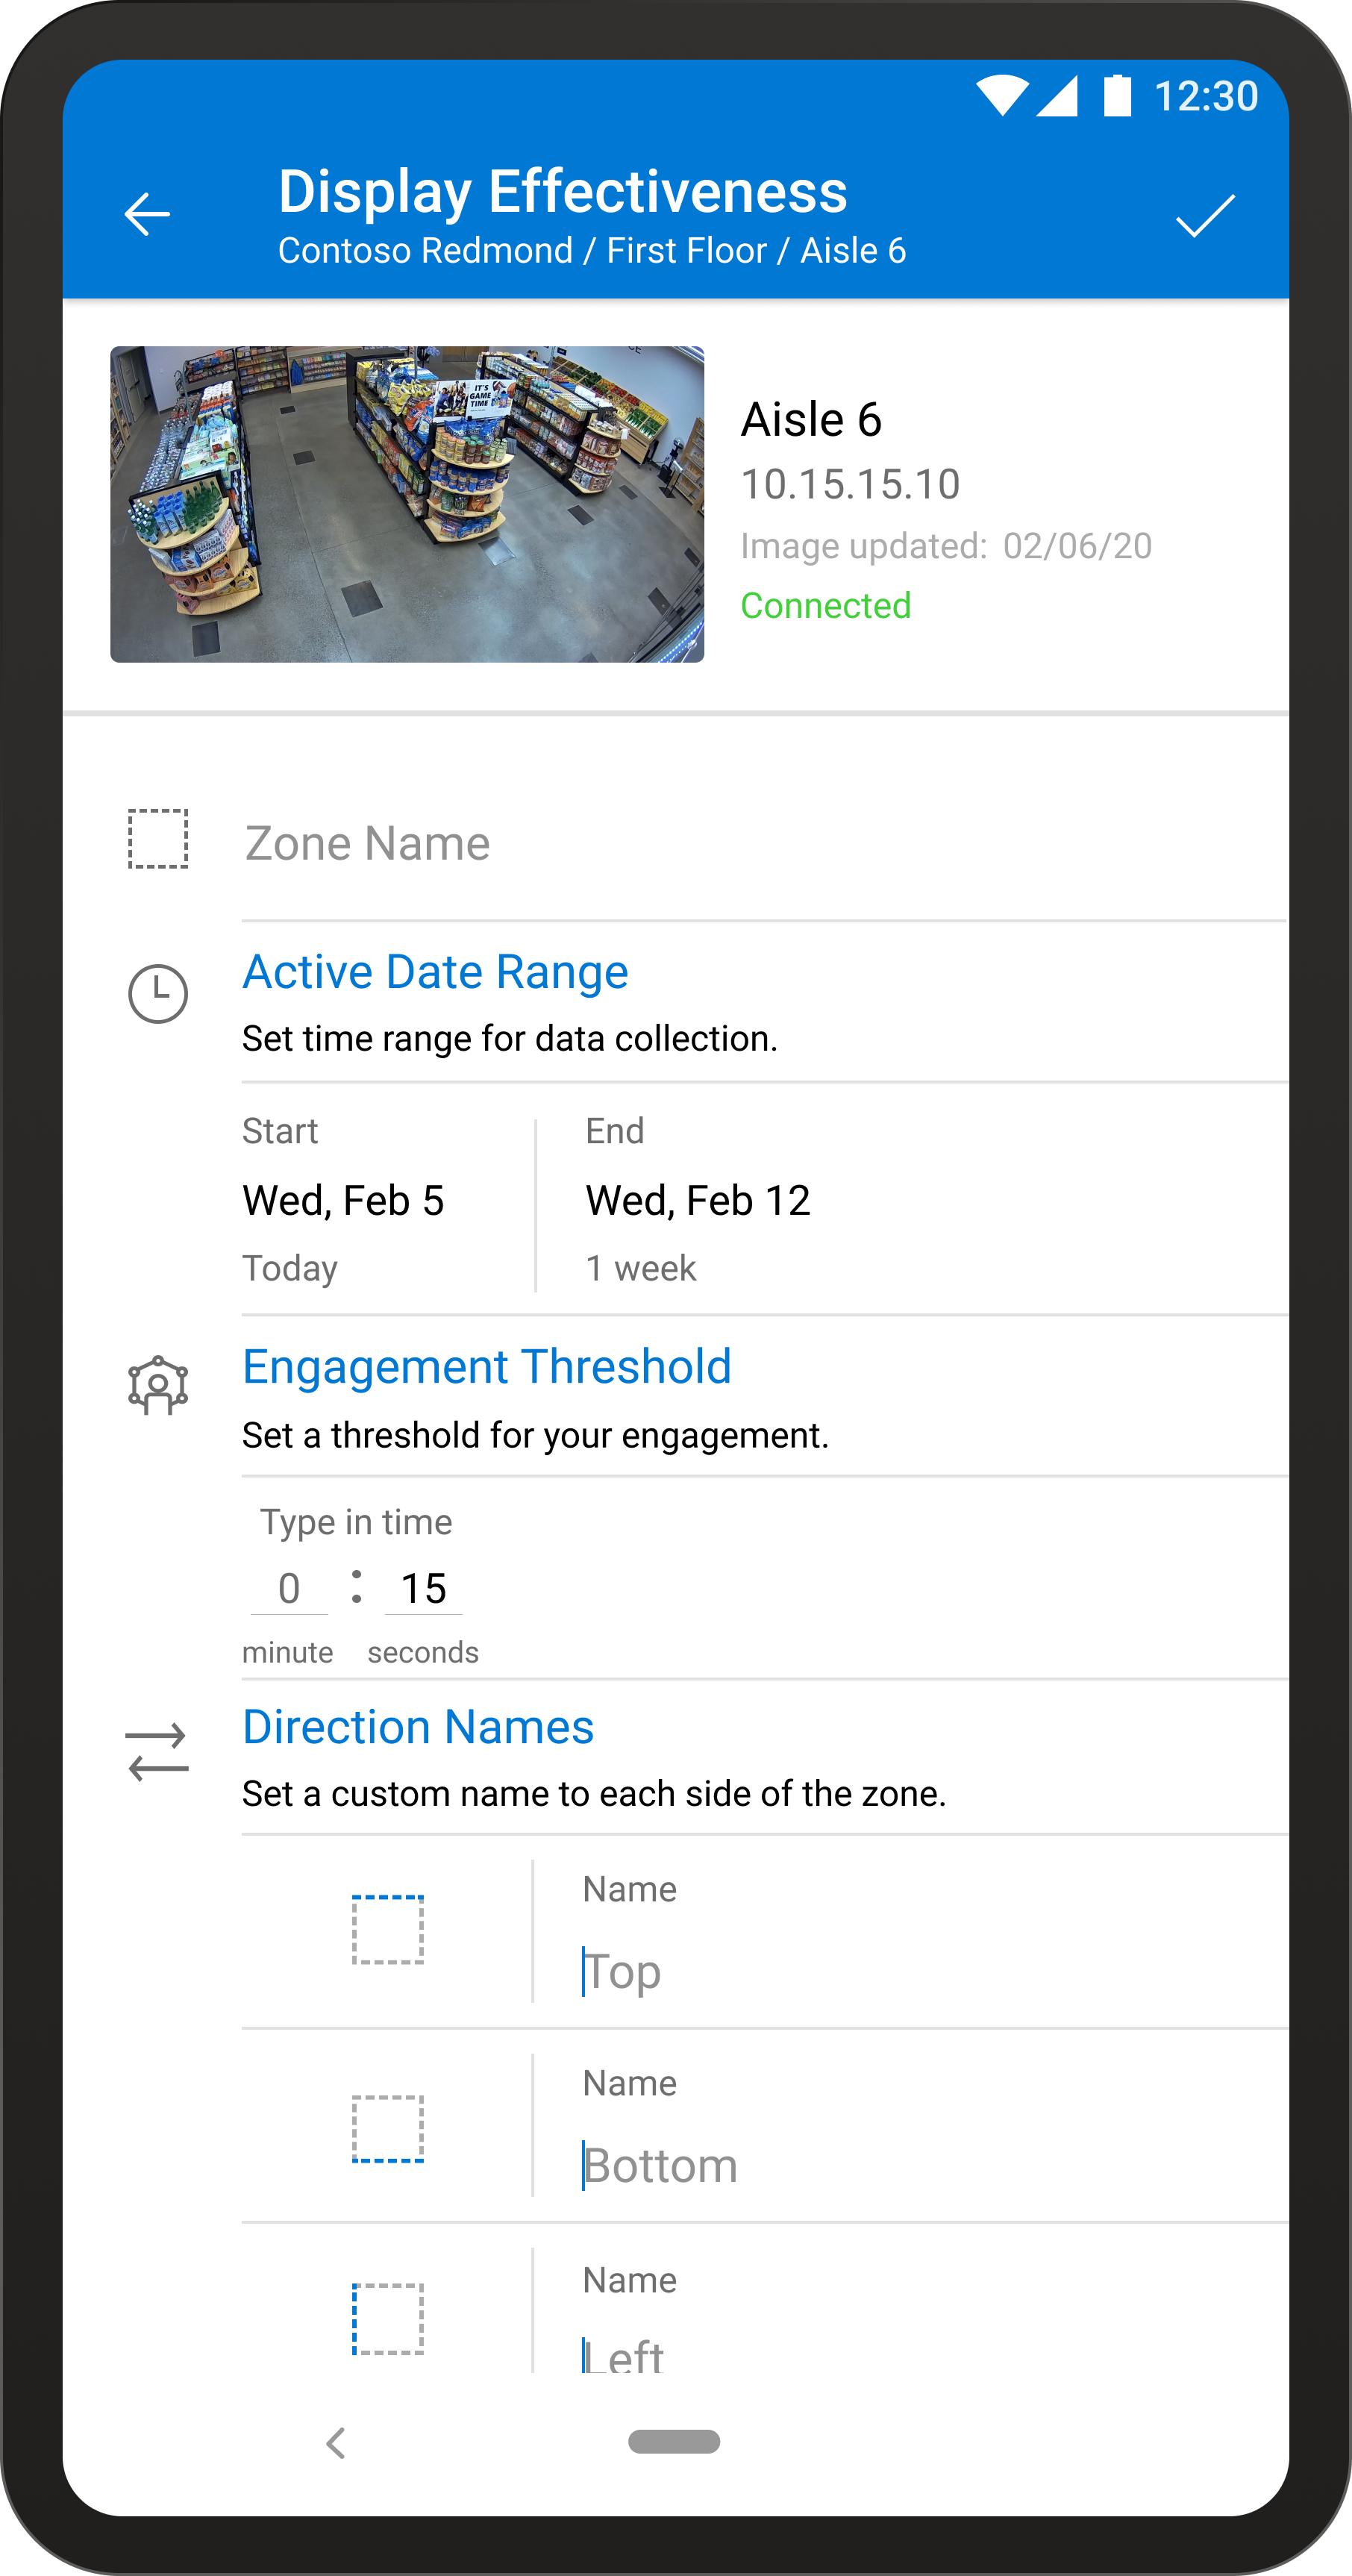 12:30
Display Effectiveness
Contoso Redmond / First Floor / Aisle 6
IT'S
GAME
TIME
Aisle 6
10.15.15.10
Image updated: 02/06/20
Connected
Zone Name
Active Date Range
Set time range for data collection.
Start
End
Wed, Feb 5
Wed, Feb 12
Today
1 week
Engagement Threshold
Set a threshold for your engagement.
Type in time
0 : 15
minute seconds
Direction Names
Set a custom name to each side of the zone.
Name
Top
Name
Bottom
Name
Left